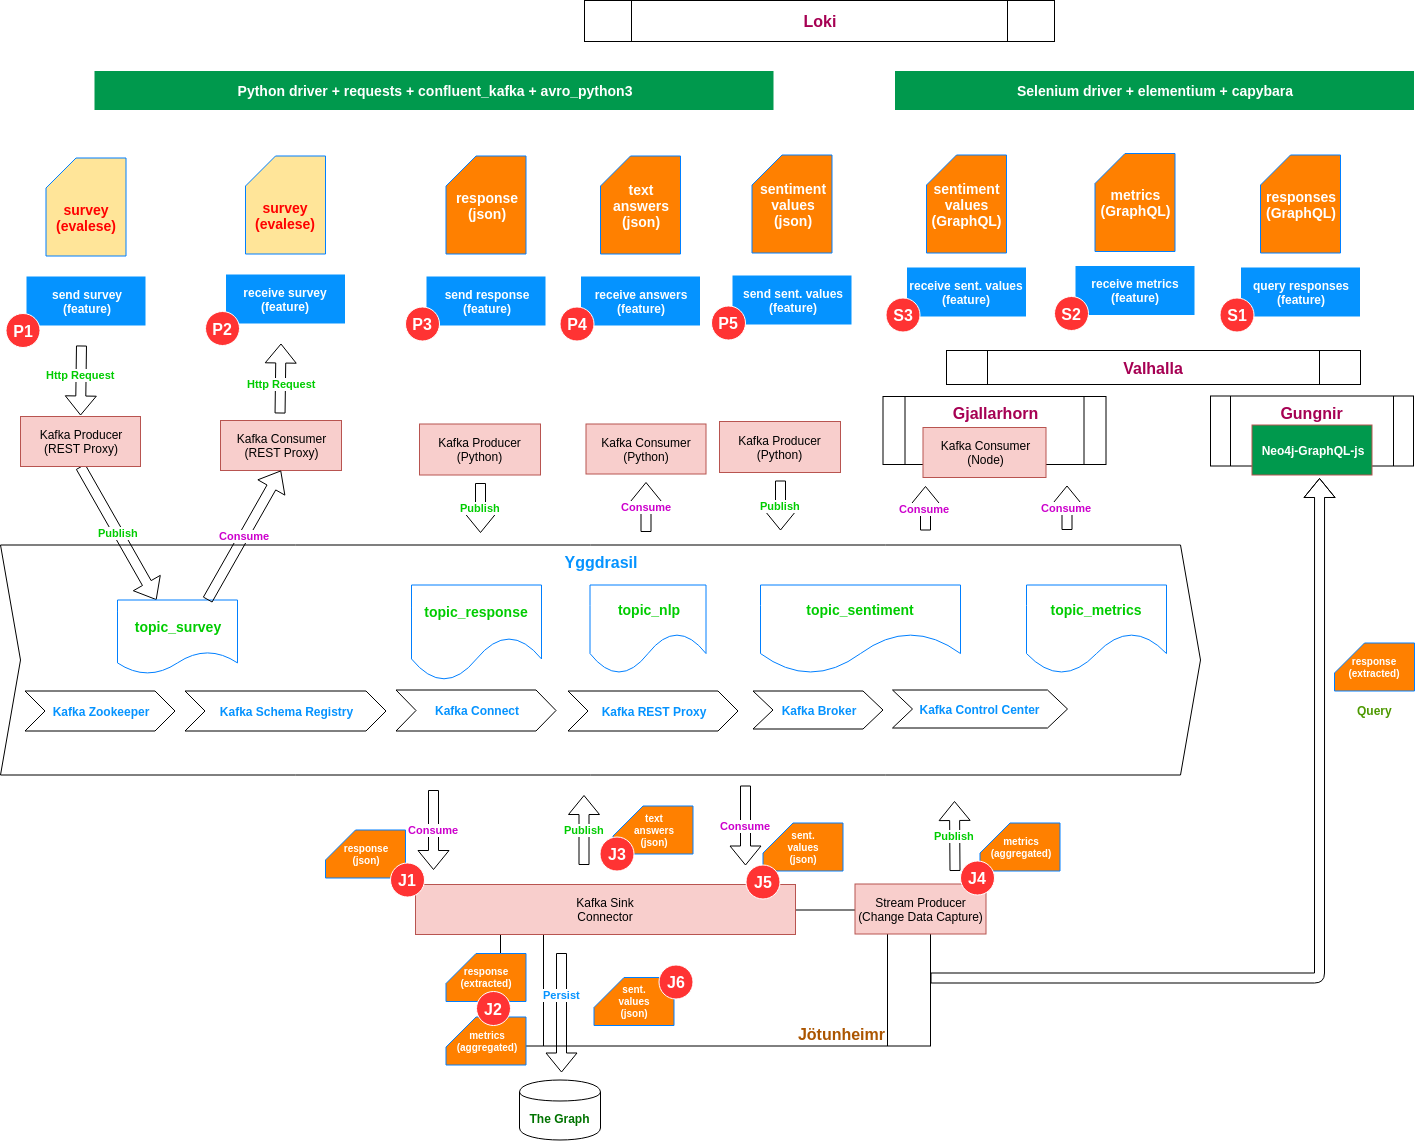 Loki
Python driver + requests + confluent_kafka + avro_python3
Selenium driver + elementium + capybara
survey
(evalese)
survey
(evalese)
response
(json)
text
answers
(json)
sentiment
values
(json)
sentiment
values
(GraphQL)
metrics
(GraphQL)
responses
(GraphQL)
send survey
(feature)
P1
receive survey
(feature)
P2
send response
(feature)
P3
receive answers
(feature)
P4
send sent. values
(feature)
P5
receive sent. values
(feature)
S3
receive metrics
(feature)
S2
query responses
(feature)
S1
Http Request
Http Request
Valhalla
Gjallarhorn
Gungnir
Kafka Producer
(REST Proxy)
Kafka Consumer
(REST Proxy)
Kafka Producer
(Python)
Kafka Consumer
(Python)
Kafka Producer
(Python)
Kafka Consumer
(Node)
Neo4j-GraphQL-js
Publish
Consume
Publish
Consume
Publish
Consume
Consume
Yggdrasil
topic_survey
topic_response
topic_nlp
topic_sentiment
topic_metrics
Kafka Zookeeper
Kafka Schema Registry
Kafka Connect
Kafka REST Proxy
Kafka Broker
Kafka Control Center
response
(extracted)
Query
response
(json)
J1
Consume
Publish
text
answers
(json)
J3
Consume
sent.
values
(json)
J5
Publish
metrics
(aggregated)
J4
Kafka Sink
Connector
Stream Producer
(Change Data Capture)
response
(extracted)
J2
metrics
(aggregated)
Persist
sent.
values
(json)
J6
Jötunheimr
The Graph